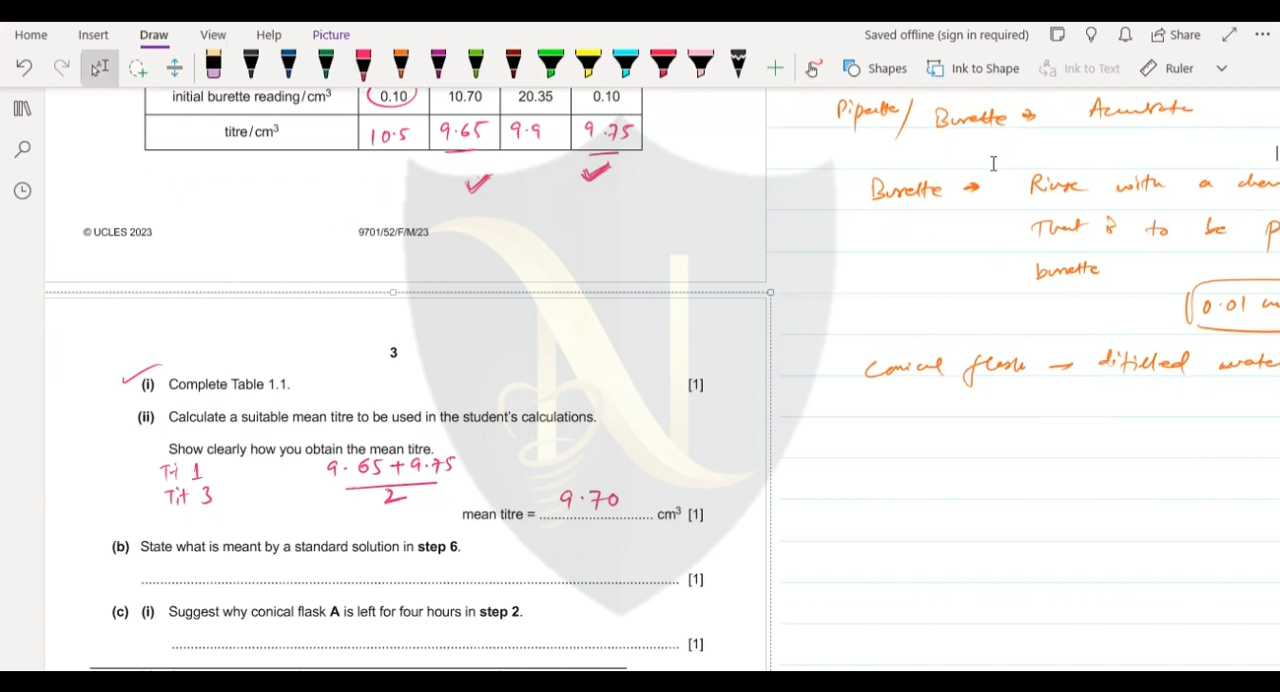 Home Insert Draw View Help Picture Saved offline (sign in required) Share
Shapes Ink to Shape Ink to Text Ruler
initial burette reading/cm³ 0.10 10.70 20.35 0.10
titre/cm³ 10.5 9.65 9.9 9.75
© UCLES 2023 9701/52/F/M/23
3
(i) Complete Table 1.1. [1]
(ii) Calculate a suitable mean titre to be used in the student's calculations.
Show clearly how you obtain the mean titre.
Tit 1 9.65 + 9.75
Tit 3 2
9.70
mean titre = .............................. cm³ [1]
(b) State what is meant by a standard solution in step 6.
[1]
(c) (i) Suggest why conical flask A is left for four hours in step 2.
[1]
Burette →
Burette → Rinse with a
to be
burette
0.01
Conical → water